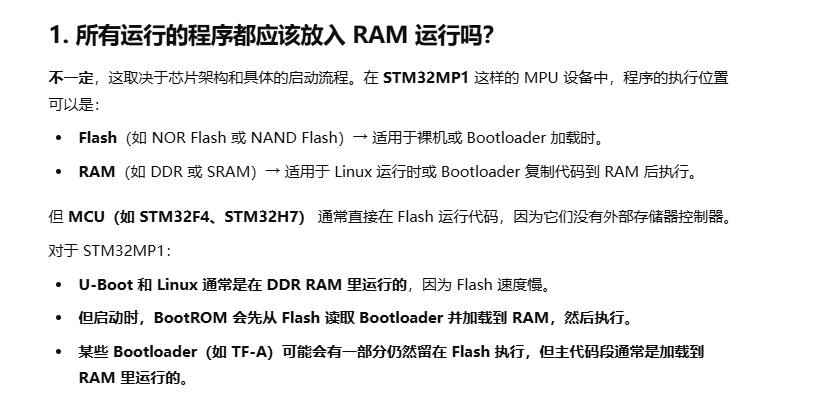 1. 所有运行的程序都应该放入 RAM 运行吗？
不一定，这取决于芯片架构和具体的启动流程。在 STM32MP1 这样的 MPU 设备中，程序的执行位置
可以是：
• Flash（如 NOR Flash 或 NAND Flash）→ 适用于裸机或 Bootloader 加载时。
• RAM（如 DDR 或 SRAM）→ 适用于 Linux 运行时或 Bootloader 复制代码到 RAM 后执行。
但 MCU（如 STM32F4、STM32H7） 通常直接在 Flash 运行代码，因为它们没有外部存储器控制器。
对于 STM32MP1：
• U-Boot 和 Linux 通常是在 DDR RAM 里运行的，因为 Flash 速度慢。
• 但启动时，BootROM 会先从 Flash 读取 Bootloader 并加载到 RAM，然后执行。
• 某些 Bootloader（如 TF-A）可能会有一部分仍然留在 Flash 执行，但主代码段通常是加载到
RAM 里运行的。